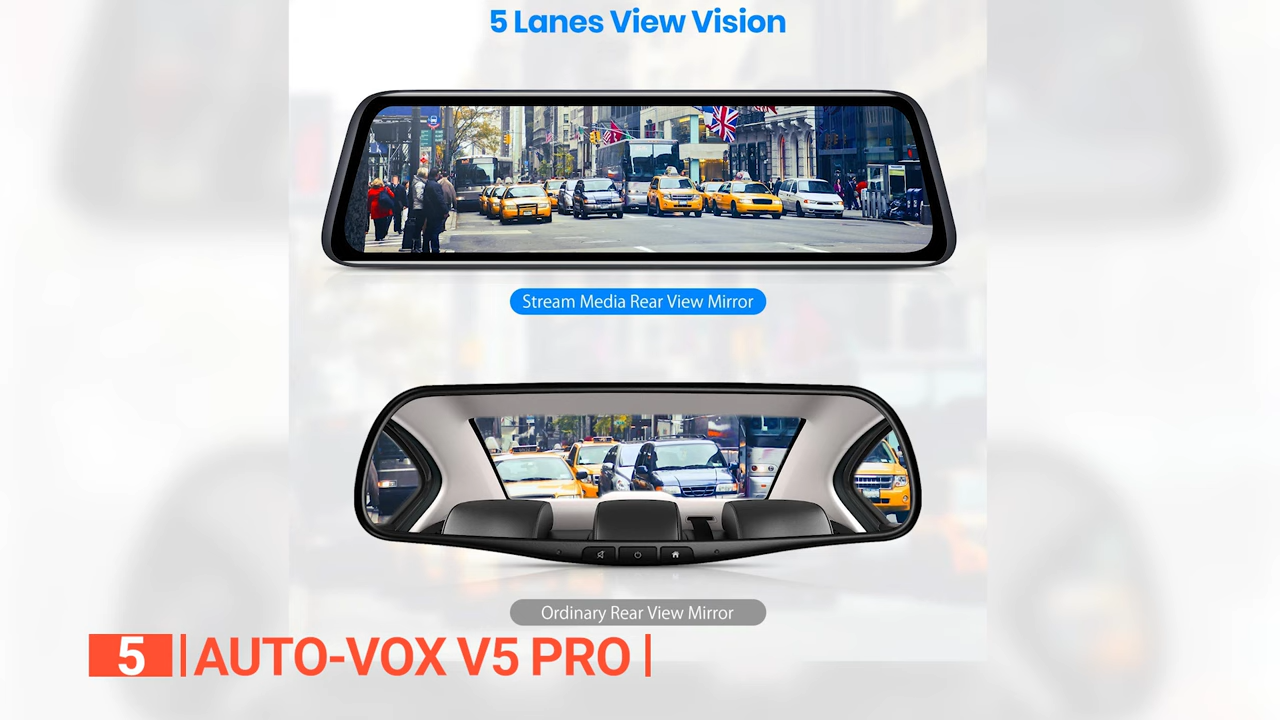 5 Lanes View Vision
Stream Media Rear View Mirror
Ordinary Rear View Mirror
5
AUTO-VOX V5 PRO